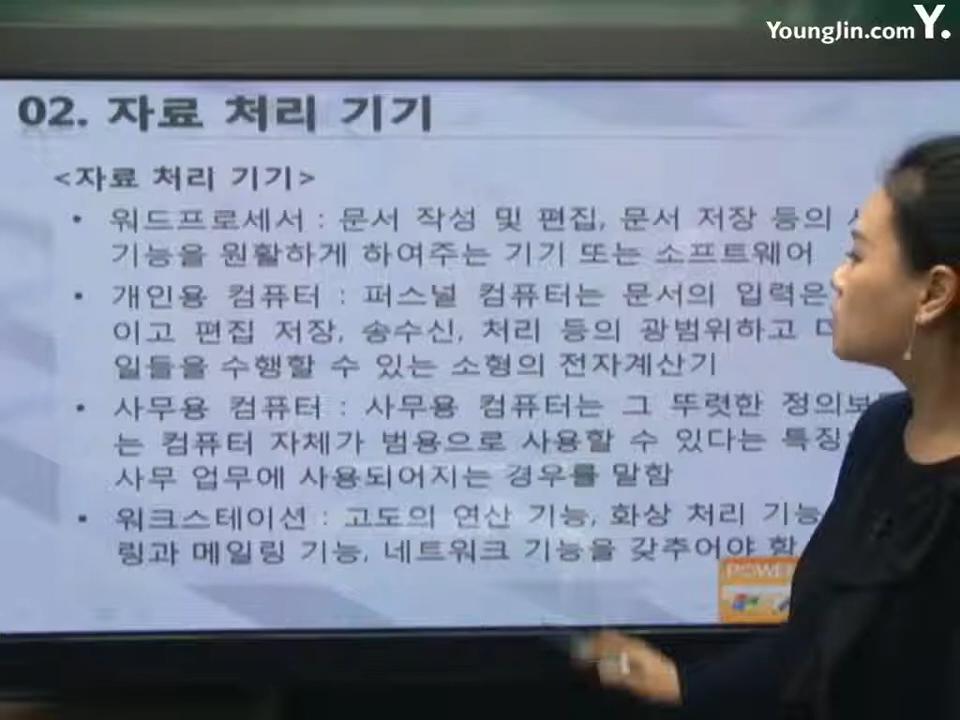 YoungJin.com Y.
02. 자료 처리 기기
<자료 처리 기기>
• 워드프로세서 : 문서 작성 및 편집, 문서 저장 등의
기능을 원활하게 하여주는 기기 또는 소프트웨어
• 개인용 컴퓨터 : 퍼스널 컴퓨터는 문서의 입력은
이고 편집 저장, 송수신, 처리 등의 광범위하고
일들을 수행할 수 있는 소형의 전자계산기
• 사무용 컴퓨터 : 사무용 컴퓨터는 그 뚜렷한 정의보
는 컴퓨터 자체가 범용으로 사용할 수 있다는 특징
사무 업무에 사용되어지는 경우를 말함
• 워크스테이션 : 고도의 연산 기능, 화상 처리 기능
링과 메일링 기능, 네트워크 기능을 갖추어야 함
POWE